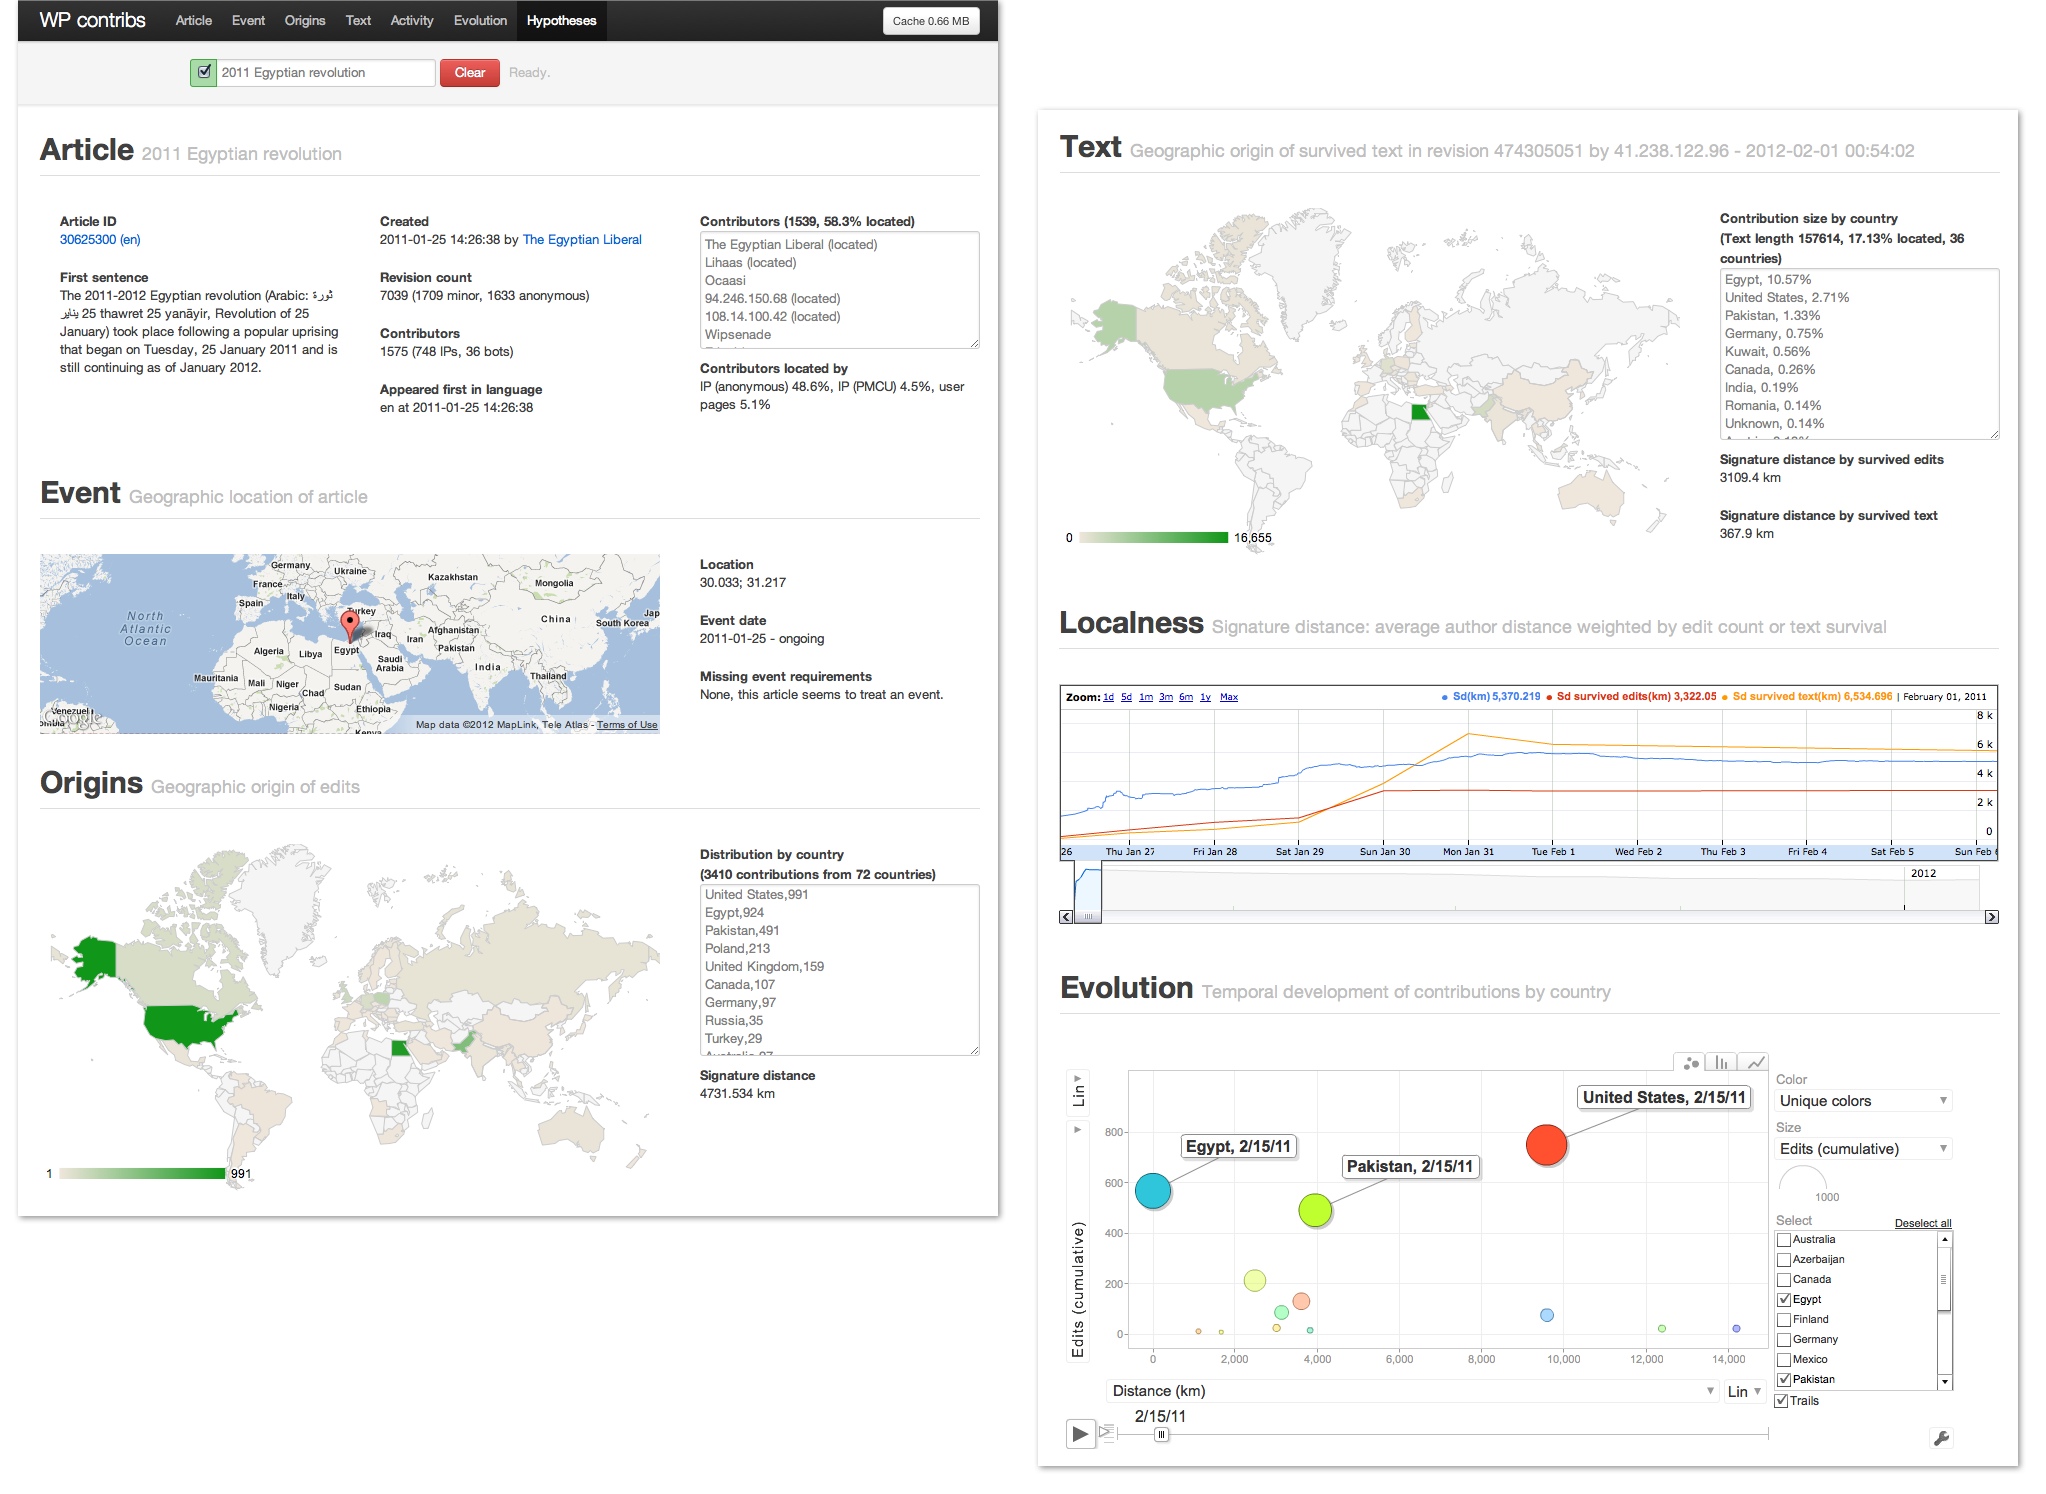 WP contribs Article Event Origins Text Activity Evolution Hypotheses Cache 0.66 MB
2011 Egyptian revolution Clear Ready.
Article 2011 Egyptian revolution
Article ID
30625300 (en)
First sentence
The 2011-2012 Egyptian revolution (Arabic: ثورة
25 يناير thawret 25 yanāyir, Revolution of 25
January) took place following a popular uprising
that began on Tuesday, 25 January 2011 and is
still continuing as of January 2012.
Created
2011-01-25 14:26:38 by The Egyptian Liberal
Revision count
7039 (1709 minor, 1633 anonymous)
Contributors
1575 (748 IPs, 36 bots)
Appeared first in language
en at 2011-01-25 14:26:38
Contributors (1539, 58.3% located)
The Egyptian Liberal (located)
Lihaas (located)
Ocaasi
94.246.150.68 (located)
108.14.100.42 (located)
Wipsenade
Contributors located by
IP (anonymous) 48.6%, IP (PMCU) 4.5%, user
pages 5.1%
Event Geographic location of article
Germany
Ukraine
Kazakhstan
Mongolia
France
Italy
Spain
Turkey
North
Atlantic
Ocean
China
Jap
South Korea
Iraq
Iran
Afghanistan
Pakistan
Algeria
Libya
Egypt
Saudi
Arabia
India
Mauritania
Mali
Niger
Chad
Sudan
Thailand
Nigeria
Ethiopia
Venezuel
Google
Kenya
Map data ©2012 MapLink, Tele Atlas - Terms of Use
Location
30.033; 31.217
Event date
2011-01-25 - ongoing
Missing event requirements
None, this article seems to treat an event.
Origins Geographic origin of edits
1 991
Distribution by country
(3410 contributions from 72 countries)
United States,991
Egypt,924
Pakistan,491
Poland,213
United Kingdom,159
Canada,107
Germany,97
Russia,35
Turkey,29
Signature distance
4731.534 km
Text Geographic origin of survived text in revision 474305051 by 41.238.122.96 - 2012-02-01 00:54:02
0 16,655
Contribution size by country
(Text length 157614, 17.13% located, 36
countries)
Egypt, 10.57%
United States, 2.71%
Pakistan, 1.33%
Germany, 0.75%
Kuwait, 0.56%
Canada, 0.26%
India, 0.19%
Romania, 0.14%
Unknown, 0.14%
Signature distance by survived edits
3109.4 km
Signature distance by survived text
367.9 km
Localness Signature distance: average author distance weighted by edit count or text survival
Zoom: 1d 5d 1m 3m 6m 1y Max Sd(km) 5,370.219 Sd survived edits(km) 3,322.05 Sd survived text(km) 6,534.696 | February 01, 2011
8 k
6 k
4 k
2 k
0
26 Thu Jan 27 Fri Jan 28 Sat Jan 29 Sun Jan 30 Mon Jan 31 Tue Feb 1 Wed Feb 2 Thu Feb 3 Fri Feb 4 Sat Feb 5 Sun Feb 6
2012
Evolution Temporal development of contributions by country
Lin
Edits (cumulative)
800
600
400
200
0
United States, 2/15/11
Egypt, 2/15/11
Pakistan, 2/15/11
0 2,000 4,000 6,000 8,000 10,000 12,000 14,000
Distance (km) Lin
2/15/11
Color
Unique colors
Size
Edits (cumulative)
1000
Select Deselect all
Australia
Azerbaijan
Canada
Egypt
Finland
Germany
Mexico
Pakistan
Trails